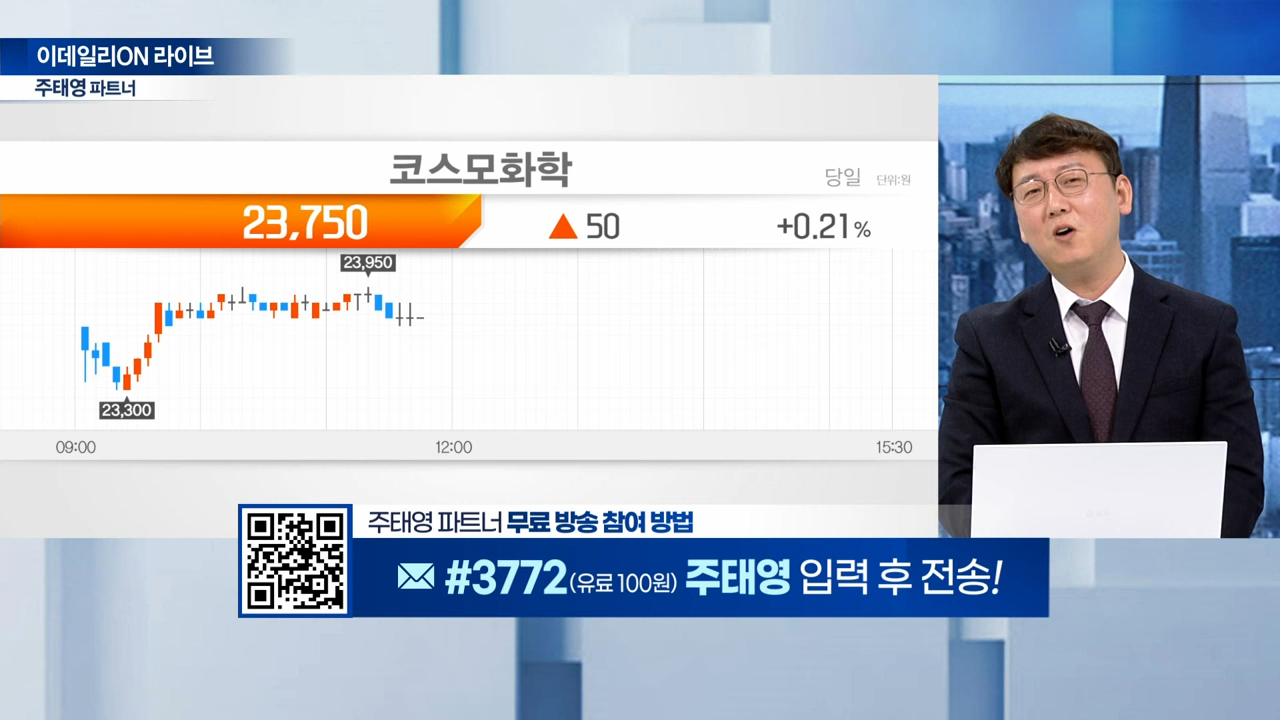 이데일리ON 라이브
주태영 파트너
코스모화학
당일 단위:원
23,750 ▲ 50 +0.21%
23,950
23,300
09:00 12:00 15:30
주태영 파트너 무료 방송 참여 방법
#3772(유료 100원) 주태영 입력 후 전송!